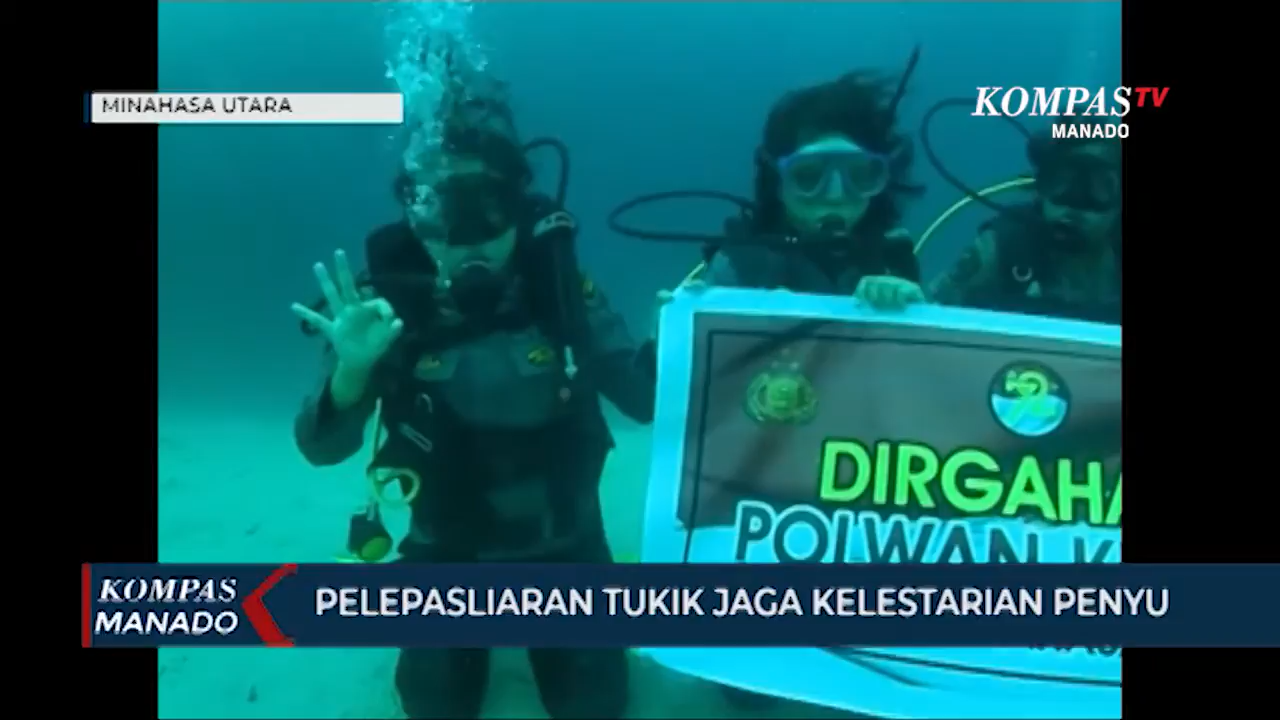 MINAHASA UTARA
KOMPASTV
MANADO
DIRGAHA
POLWAN K
KOMPAS
MANADO
PELEPASLIARAN TUKIK JAGA KELESTARIAN PENYU